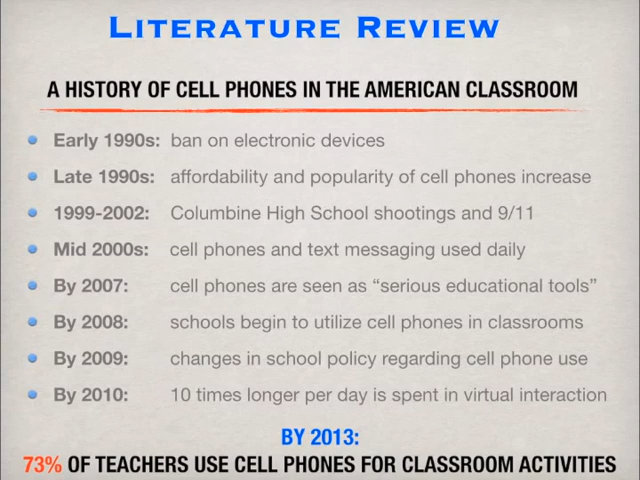 LITERATURE REVIEW
A HISTORY OF CELL PHONES IN THE AMERICAN CLASSROOM
Early 1990s: ban on electronic devices
Late 1990s: affordability and popularity of cell phones increase
1999-2002: Columbine High School shootings and 9/11
Mid 2000s: cell phones and text messaging used daily
By 2007: cell phones are seen as “serious educational tools”
By 2008: schools begin to utilize cell phones in classrooms
By 2009: changes in school policy regarding cell phone use
By 2010: 10 times longer per day is spent in virtual interaction
BY 2013:
73% OF TEACHERS USE CELL PHONES FOR CLASSROOM ACTIVITIES